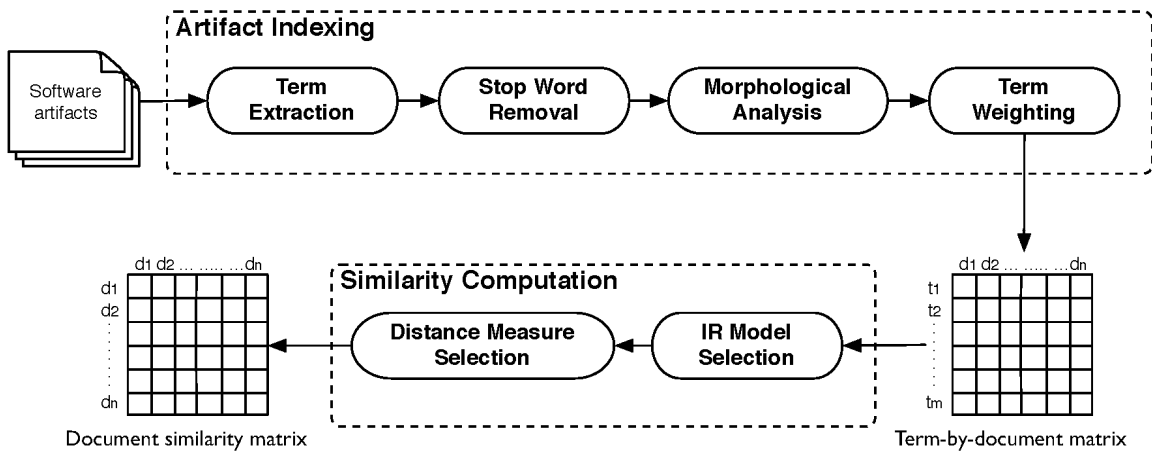 Artifact Indexing
Software
artifacts
Term
Extraction
Stop Word
Removal
Morphological
Analysis
Term
Weighting
d1 d2 ... ..... ... dn
d1
d2
dn
Document similarity matrix
Similarity Computation
Distance Measure
Selection
IR Model
Selection
d1 d2 ... ..... ... dn
t1
t2
tm
Term-by-document matrix